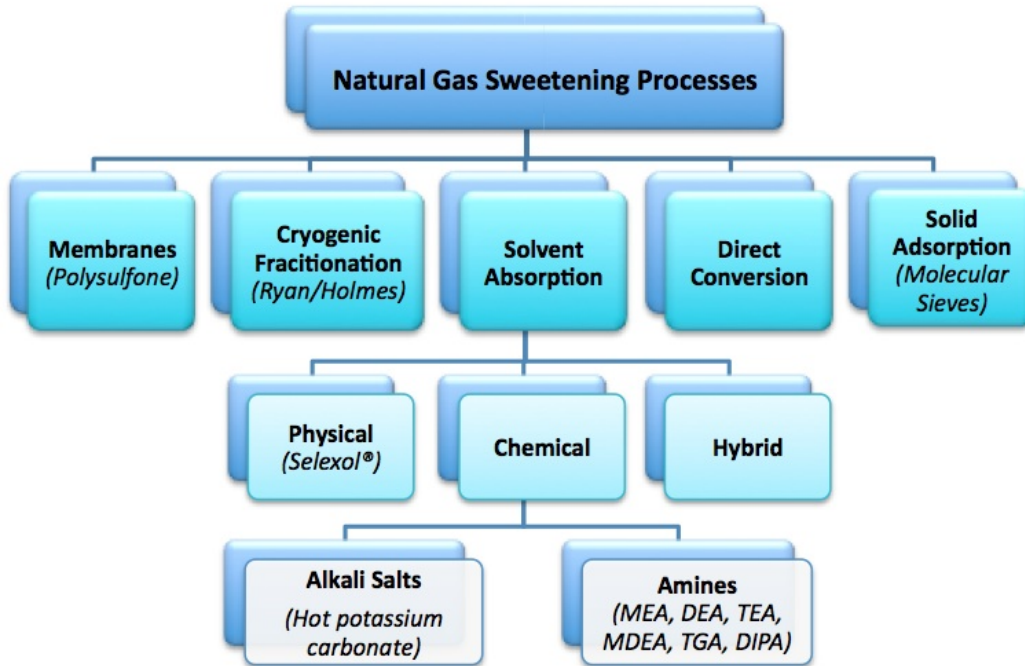 Natural Gas Sweetening Processes
Membranes
(Polysulfone)
Cryogenic
Fracitionation
(Ryan/Holmes)
Solvent
Absorption
Direct
Conversion
Solid
Adsorption
(Molecular
Sieves)
Physical
(Selexol®)
Chemical
Hybrid
Alkali Salts
(Hot potassium
carbonate)
Amines
(MEA, DEA, TEA,
MDEA, TGA, DIPA)